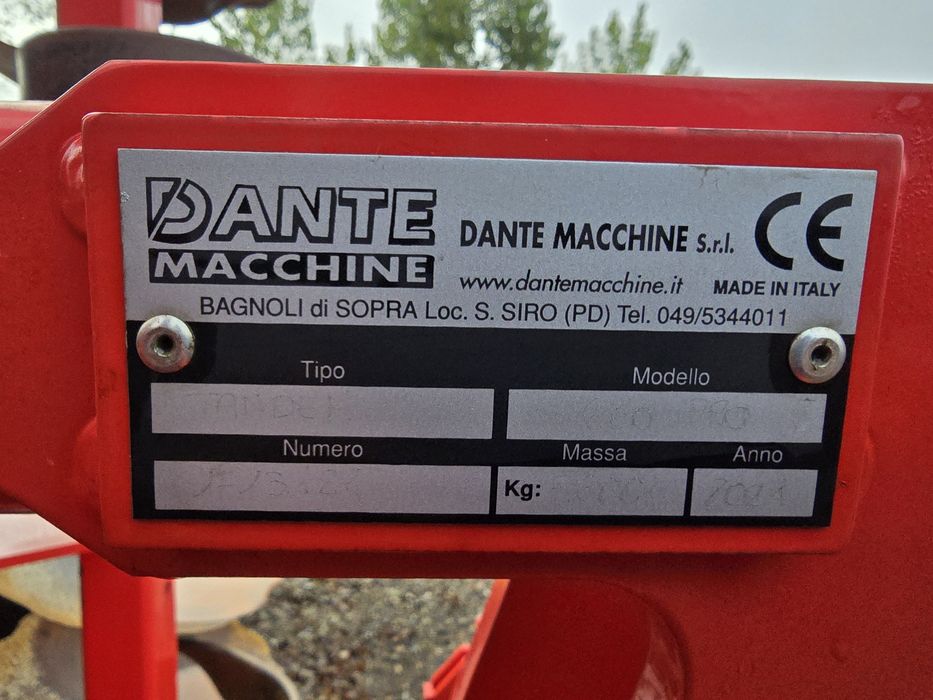 DANTE
MACCHINE
DANTE MACCHINE s.r.l.
CE
www.dantemacchine.it
MADE IN ITALY
BAGNOLI di SOPRA Loc. S. SIRO (PD) Tel. 049/5344011
Tipo
Modello
Numero
Massa
Anno
Kg: